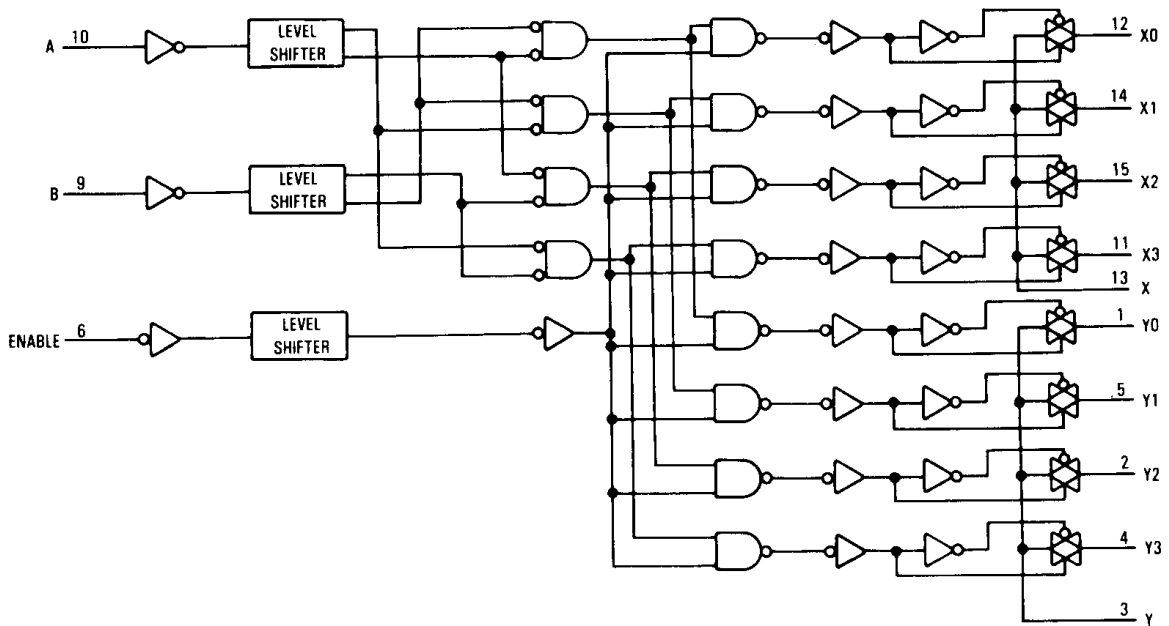 A 10 LEVEL SHIFTER 12 X0
14 X1
B 9 LEVEL SHIFTER 15 X2
11 X3
13 X
ENABLE 6 LEVEL SHIFTER 1 Y0
5 Y1
2 Y2
4 Y3
3 Y